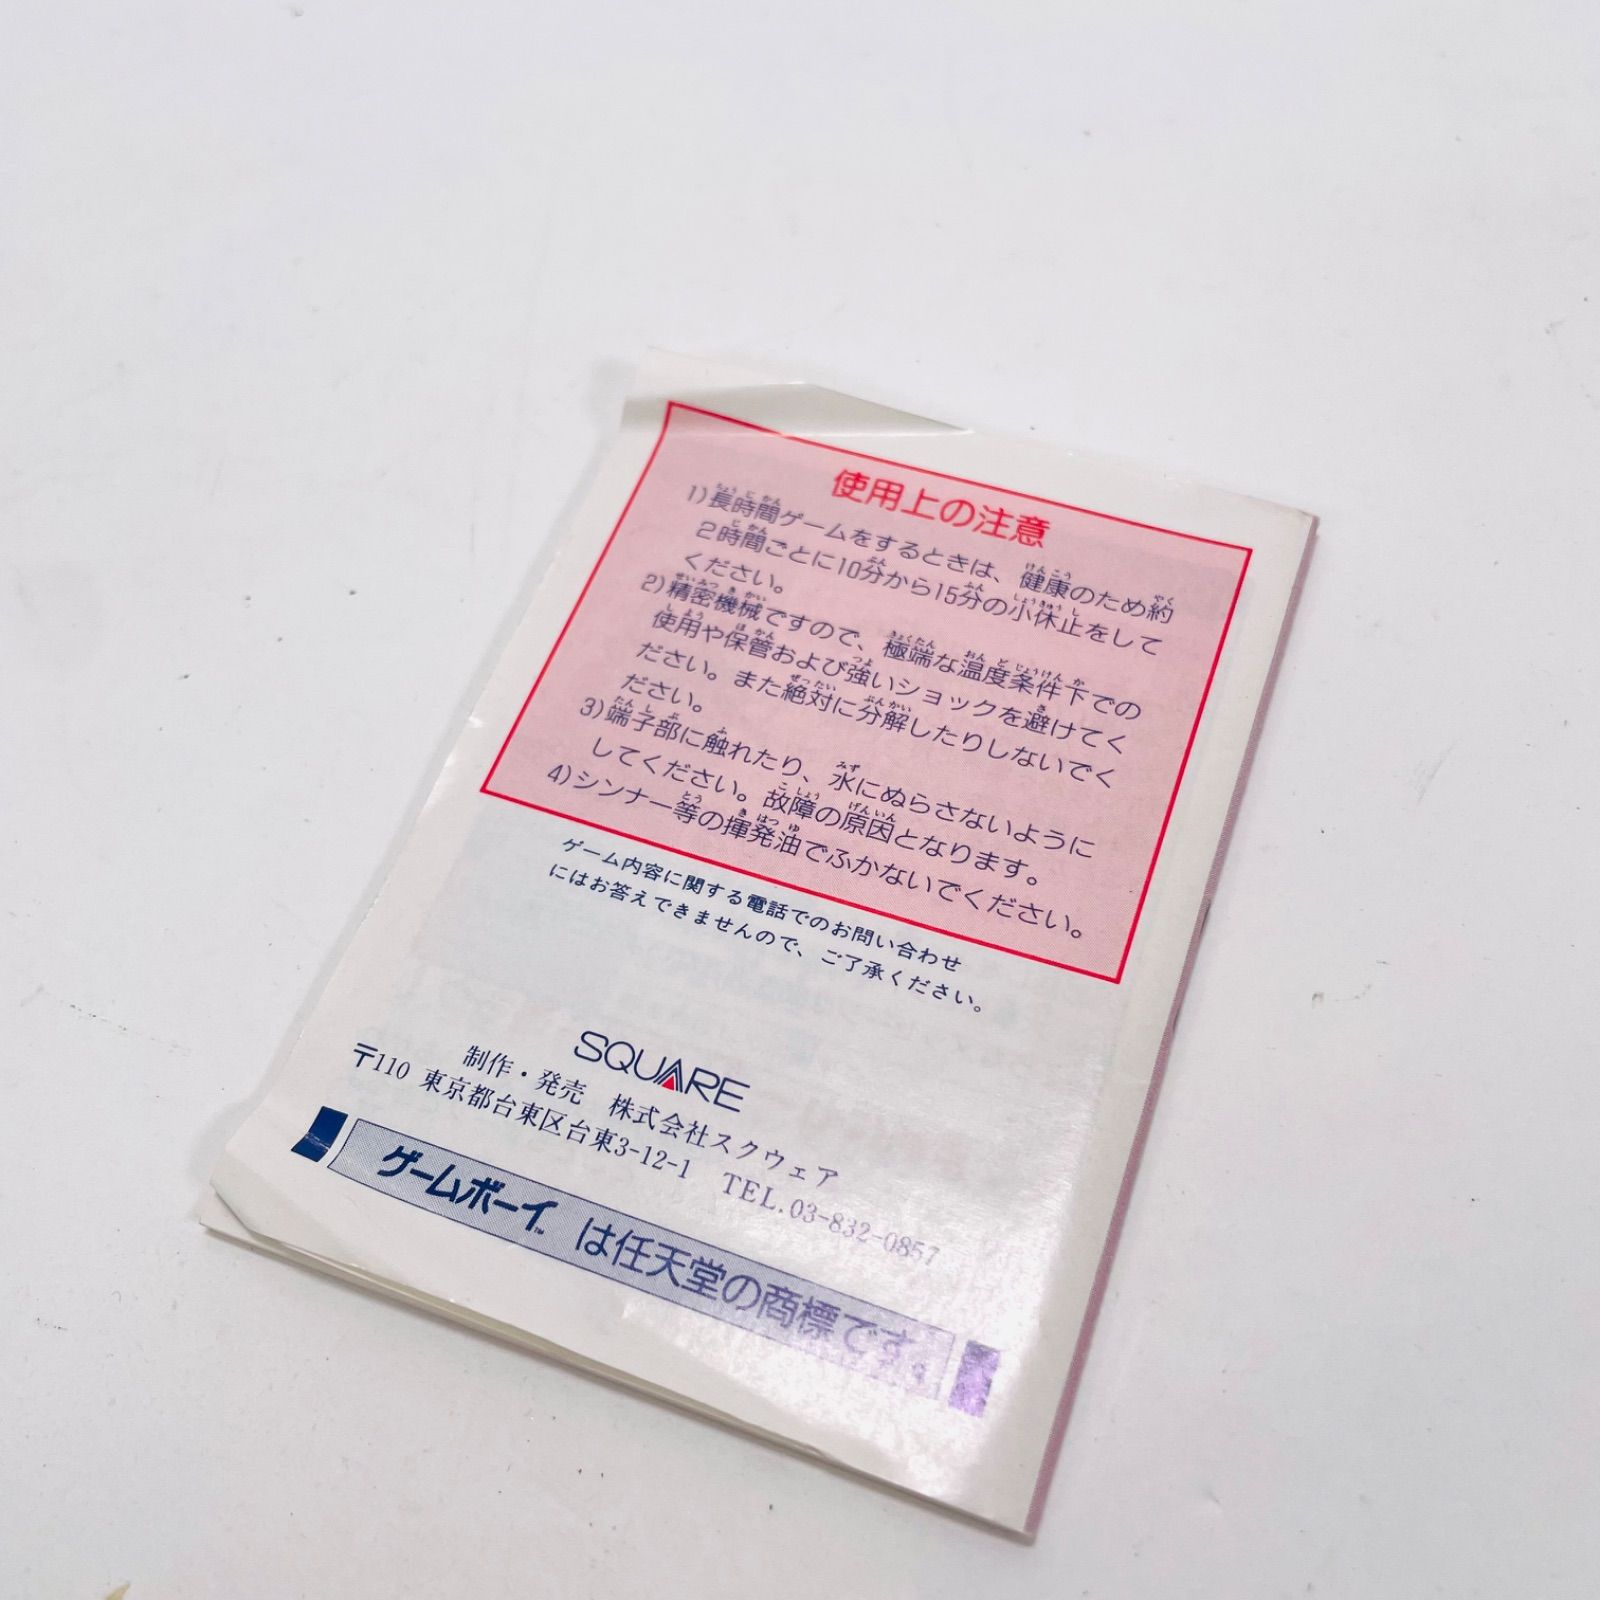 使用上の注意
1)長時間ゲームをするときは、健康のため約
2時間ごとに10分から15分の小休止をして
ください。
2)精密機械ですので、極端な温度条件下での
使用や保管および強いショックを避けてく
ださい。また絶対に分解したりしないでく
ださい。
3)端子部に触れたり、水にぬらさないように
してください。故障の原因となります。
4)シンナー等の揮発油でふかないでください。
ゲーム内容に関する電話でのお問い合わせ
にはお答えできませんので、ご了承ください。
SQUARE
制作・発売 株式会社スクウェア
〒110 東京都台東区台東3-12-1 TEL.03-832-0857
ゲームボーイ™は任天堂の商標です。